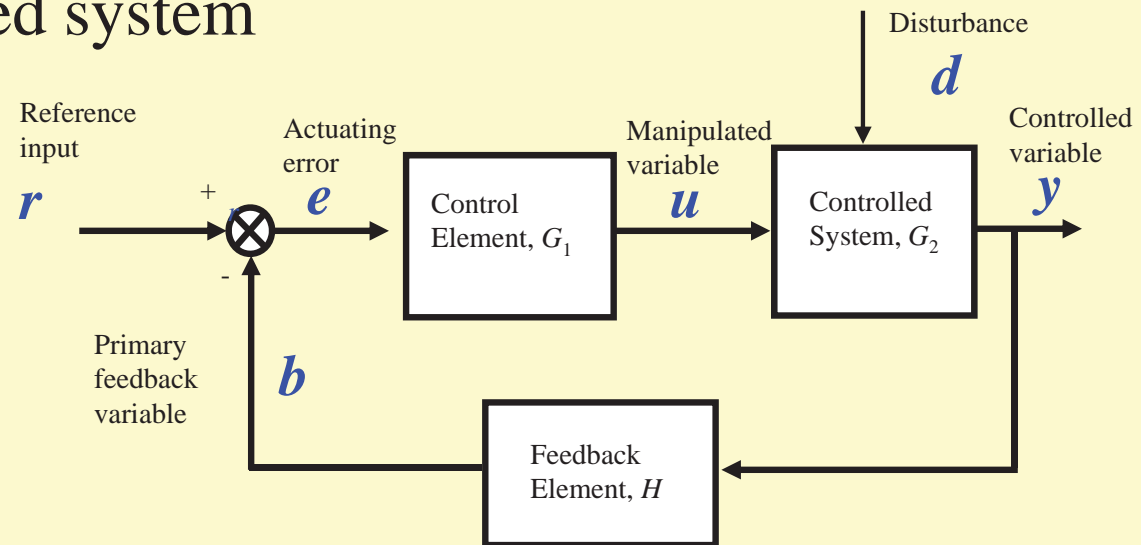 ed system
Disturbance
d
Reference
input
r
Actuating
error
e
Manipulated
variable
u
Controlled
variable
y
+
-
Control
Element, G₁
Controlled
System, G₂
Primary
feedback
variable
b
Feedback
Element, H